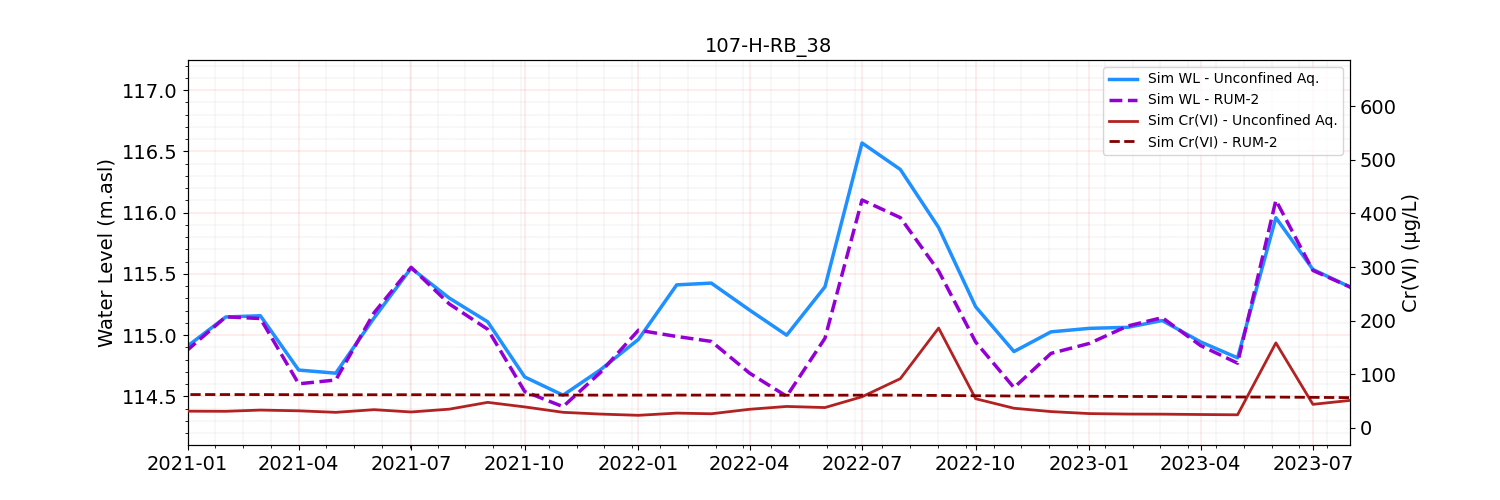 107-H-RB_38
Water Level (m.asl)
117.0
116.5
116.0
115.5
115.0
114.5
Sim WL - Unconfined Aq.
Sim WL - RUM-2
Sim Cr(VI) - Unconfined Aq.
Sim Cr(VI) - RUM-2
600
500
400
300
200
100
0
Cr(VI) (μg/L)
2021-01 2021-04 2021-07 2021-10 2022-01 2022-04 2022-07 2022-10 2023-01 2023-04 2023-07